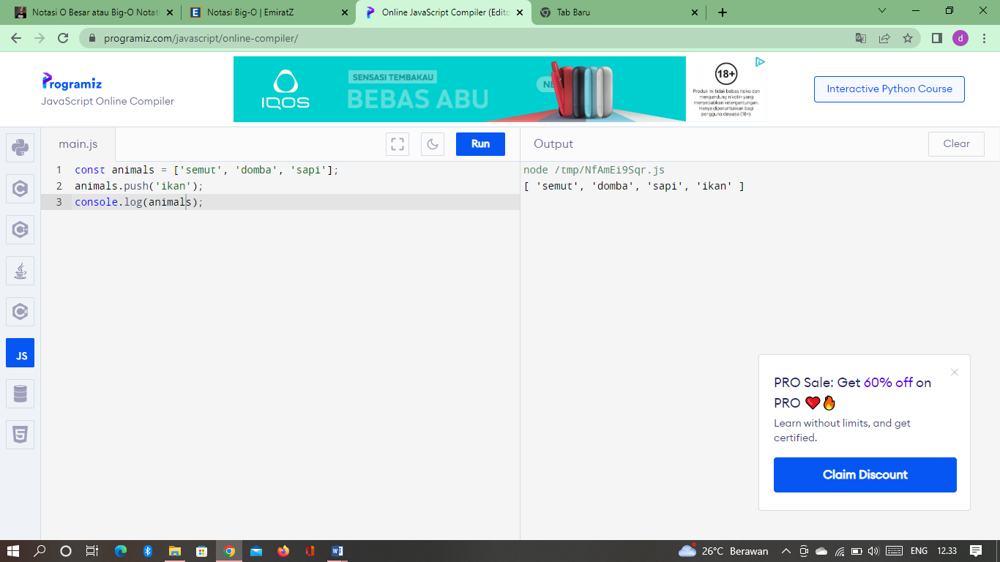 Notasi O Besar atau Big-O Notat
Notasi Big-O | EmiratZ
Online JavaScript Compiler (Edito
Tab Baru
programiz.com/javascript/online-compiler/
d
Programiz
JavaScript Online Compiler
IQOS
SENSASI TEMBAKAU
BEBAS ABU
NE
18+
Produk ini tidak bebas risiko dan
mengandung nikotin yang
menyebabkan ketergantungan.
Hanya diperuntukkan bagi
pengguna dewasa (18+).
Interactive Python Course
main.js
Run
Output
Clear
1 const animals = ['semut', 'domba', 'sapi'];
2 animals.push('ikan');
3 console.log(animals);
node /tmp/NfAmEi9Sqr.js
[ 'semut', 'domba', 'sapi', 'ikan' ]
JS
PRO Sale: Get 60% off on
PRO ❤️🔥
Learn without limits, and get
certified.
Claim Discount
26°C Berawan
ENG
12.33